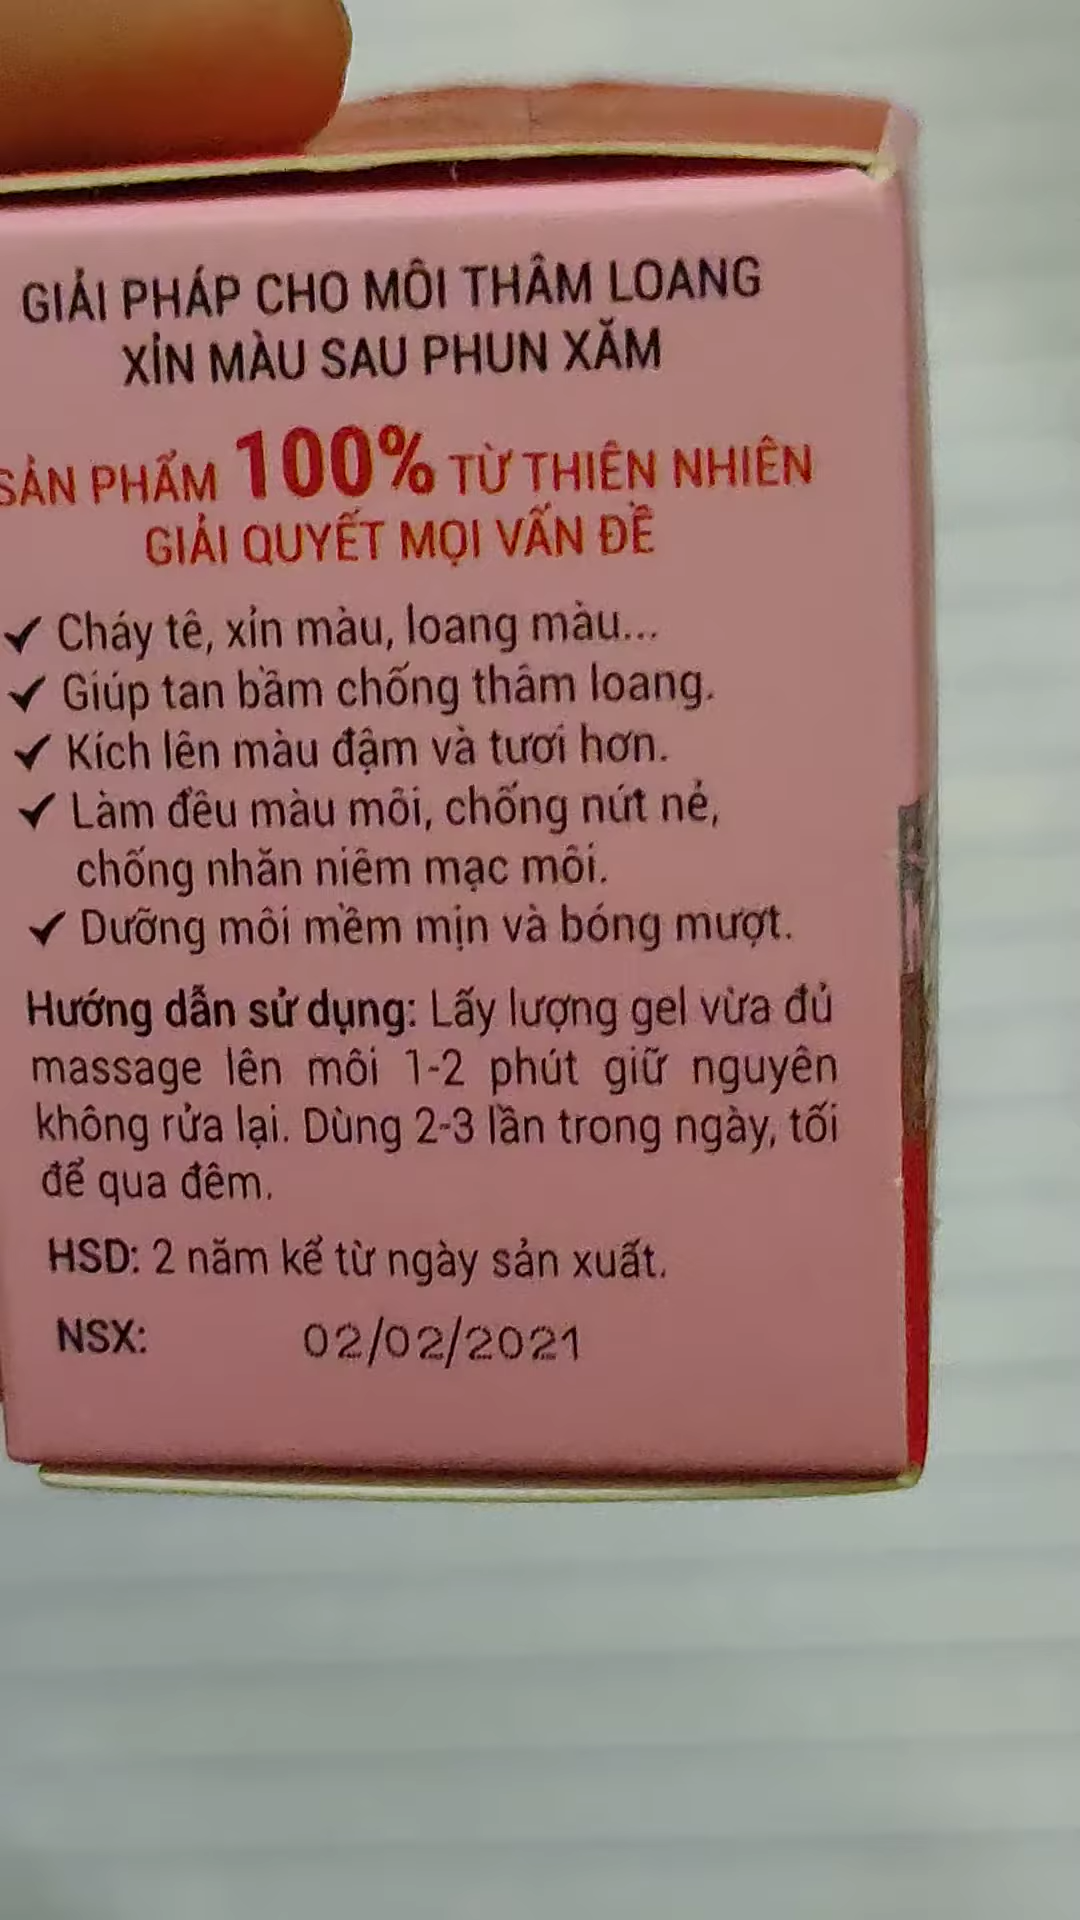 GIẢI PHÁP CHO MÔI THÂM LOANG
XỈN MÀU SAU PHUN XĂM
SẢN PHẨM 100% TỪ THIÊN NHIÊN
GIẢI QUYẾT MỌI VẤN ĐỀ
✓ Cháy tê, xỉn màu, loang màu...
✓ Giúp tan bầm chống thâm loang.
✓ Kích lên màu đậm và tươi hơn.
✓ Làm đều màu môi, chống nứt nẻ,
chống nhăn niêm mạc môi.
✓ Dưỡng môi mềm mịn và bóng mượt.
Hướng dẫn sử dụng: Lấy lượng gel vừa đủ
massage lên môi 1-2 phút giữ nguyên
không rửa lại. Dùng 2-3 lần trong ngày, tối
để qua đêm.
HSD: 2 năm kể từ ngày sản xuất.
NSX: 02/02/2021